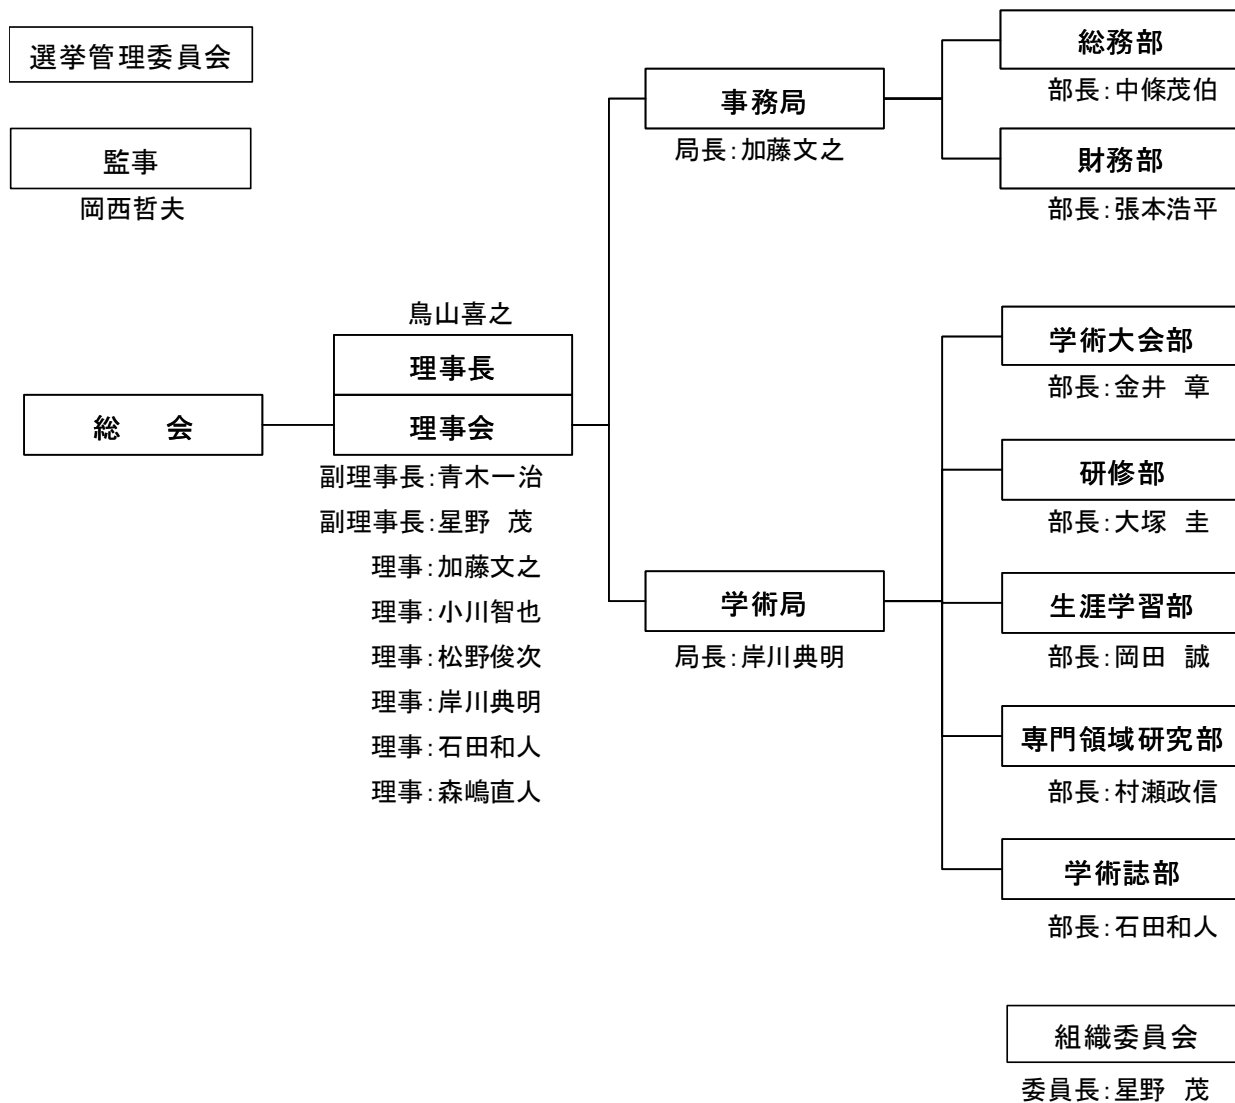 選挙管理委員会
監事
岡西哲夫
総　会
鳥山喜之
理事長
理事会
副理事長：青木一治
副理事長：星野　茂
理事：加藤文之
理事：小川智也
理事：松野俊次
理事：岸川典明
理事：石田和人
理事：森嶋直人
事務局
局長：加藤文之
総務部
部長：中條茂伯
財務部
部長：張本浩平
学術局
局長：岸川典明
学術大会部
部長：金井　章
研修部
部長：大塚　圭
生涯学習部
部長：岡田　誠
専門領域研究部
部長：村瀬政信
学術誌部
部長：石田和人
組織委員会
委員長：星野　茂